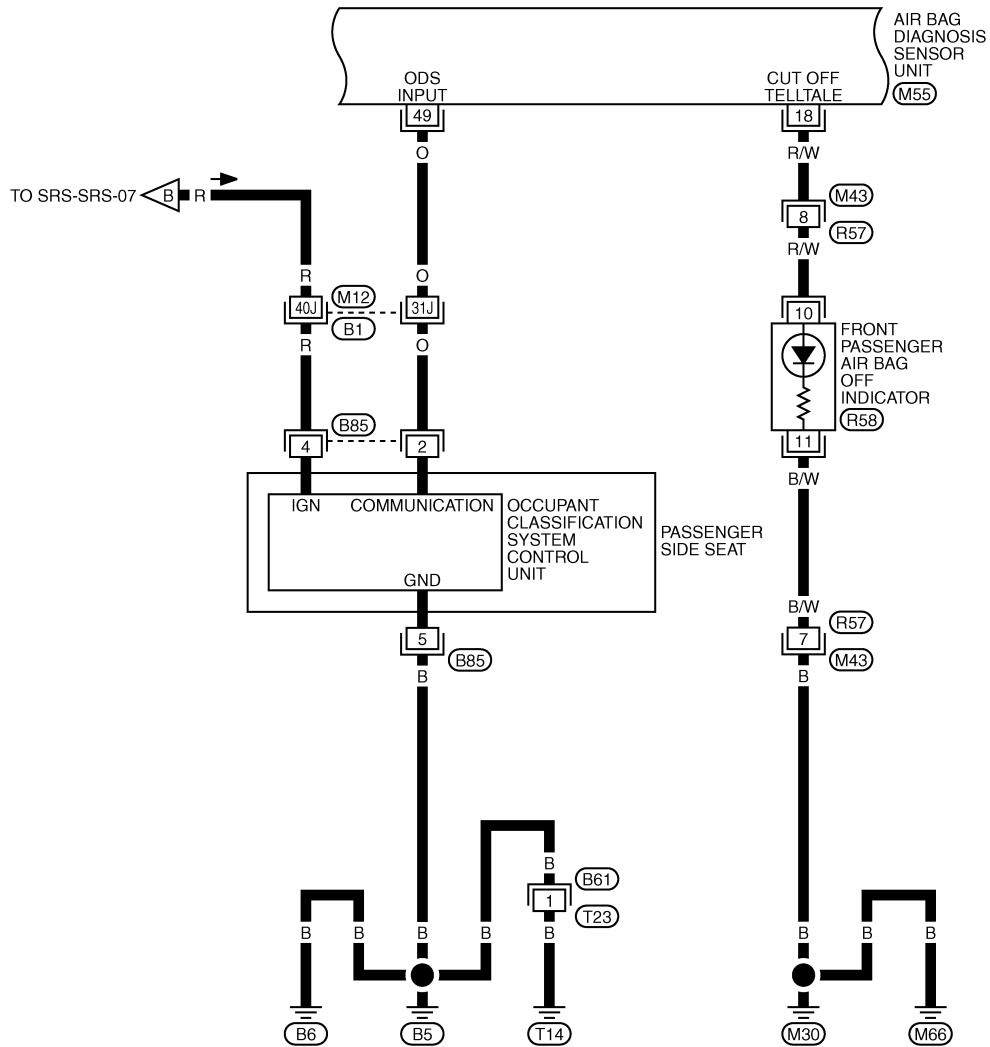 AIR BAG
DIAGNOSIS
SENSOR
UNIT
M55
ODS
INPUT
CUT OFF
TELLTALE
49
18
O
R/W
TO SRS-SRS-07
B
R
M43
8
R57
R/W
R
O
40J
M12
31J
B1
R
O
10
FRONT
PASSENGER
AIR BAG
OFF
INDICATOR
R58
11
B85
4
2
B/W
IGN
COMMUNICATION
OCCUPANT
CLASSIFICATION
SYSTEM
CONTROL
UNIT
PASSENGER
SIDE SEAT
GND
B/W
5
B85
R57
7
M43
B
B
B
B61
1
T23
B
B
B
B
B
B
B
B
B6
B5
T14
M30
M66